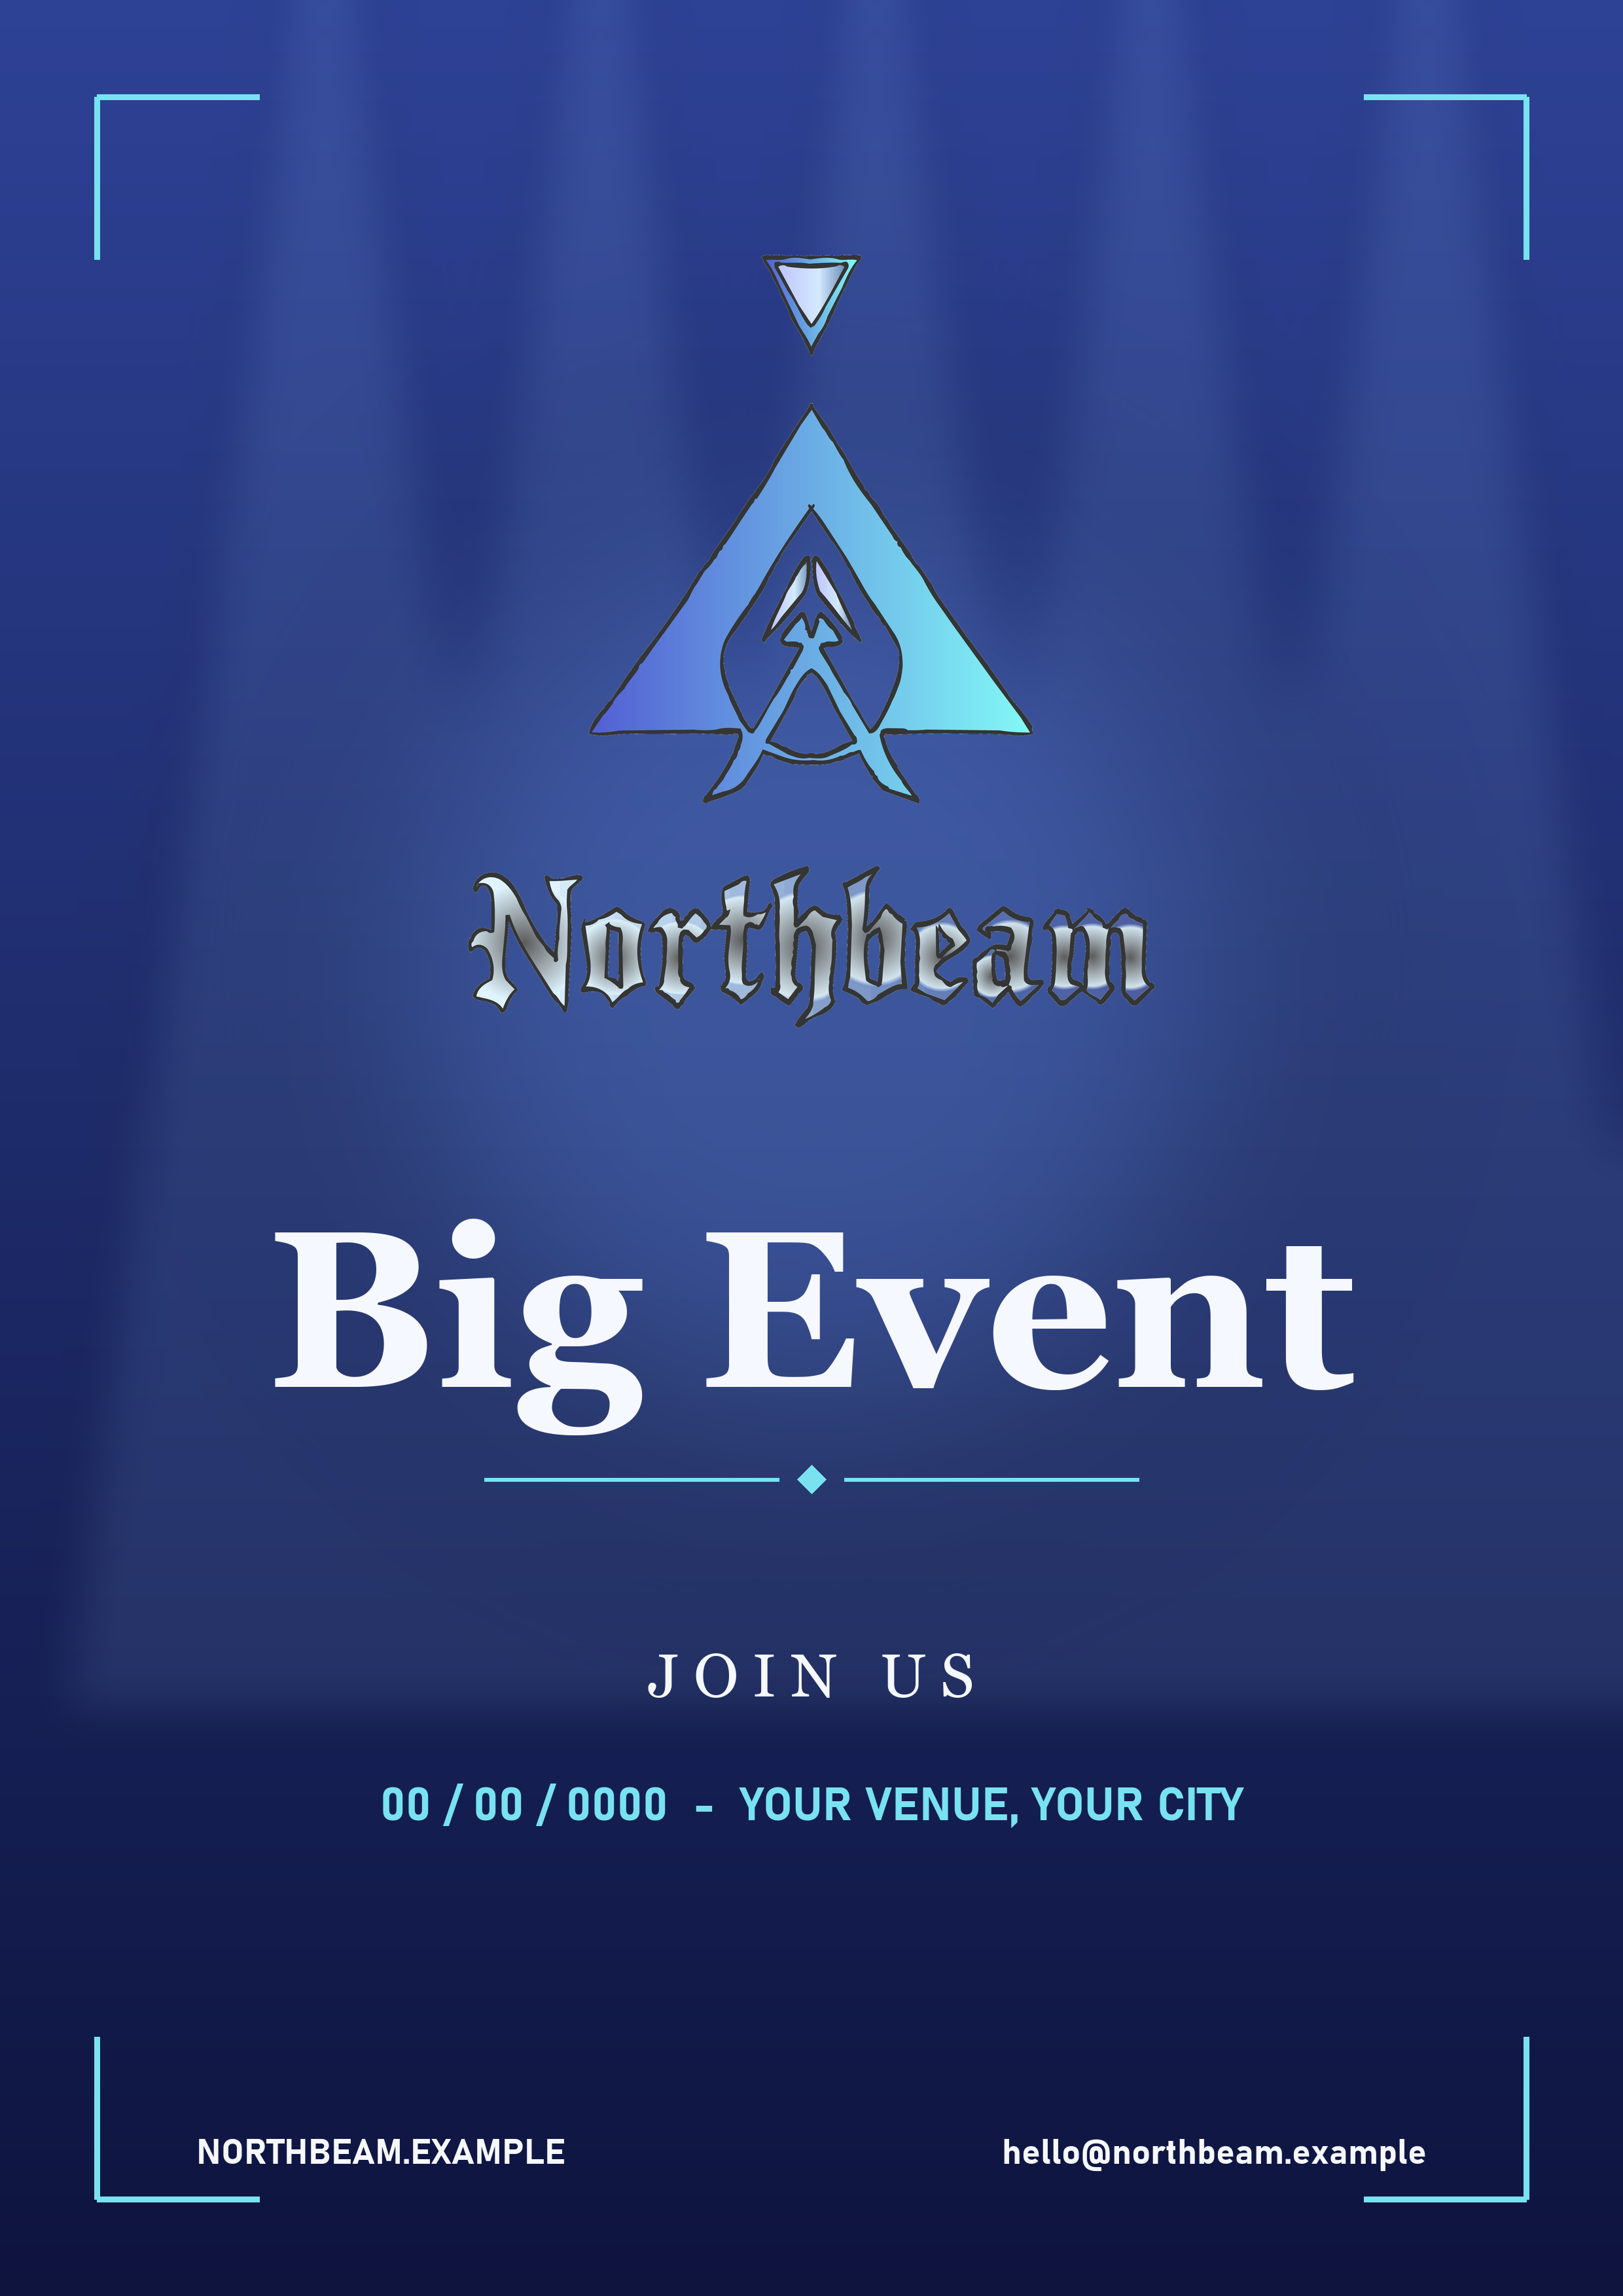 Northbeam
Big Event
JOIN US
00 / 00 / 0000 - YOUR VENUE, YOUR CITY
NORTHBEAM.EXAMPLE
hello@northbeam.example